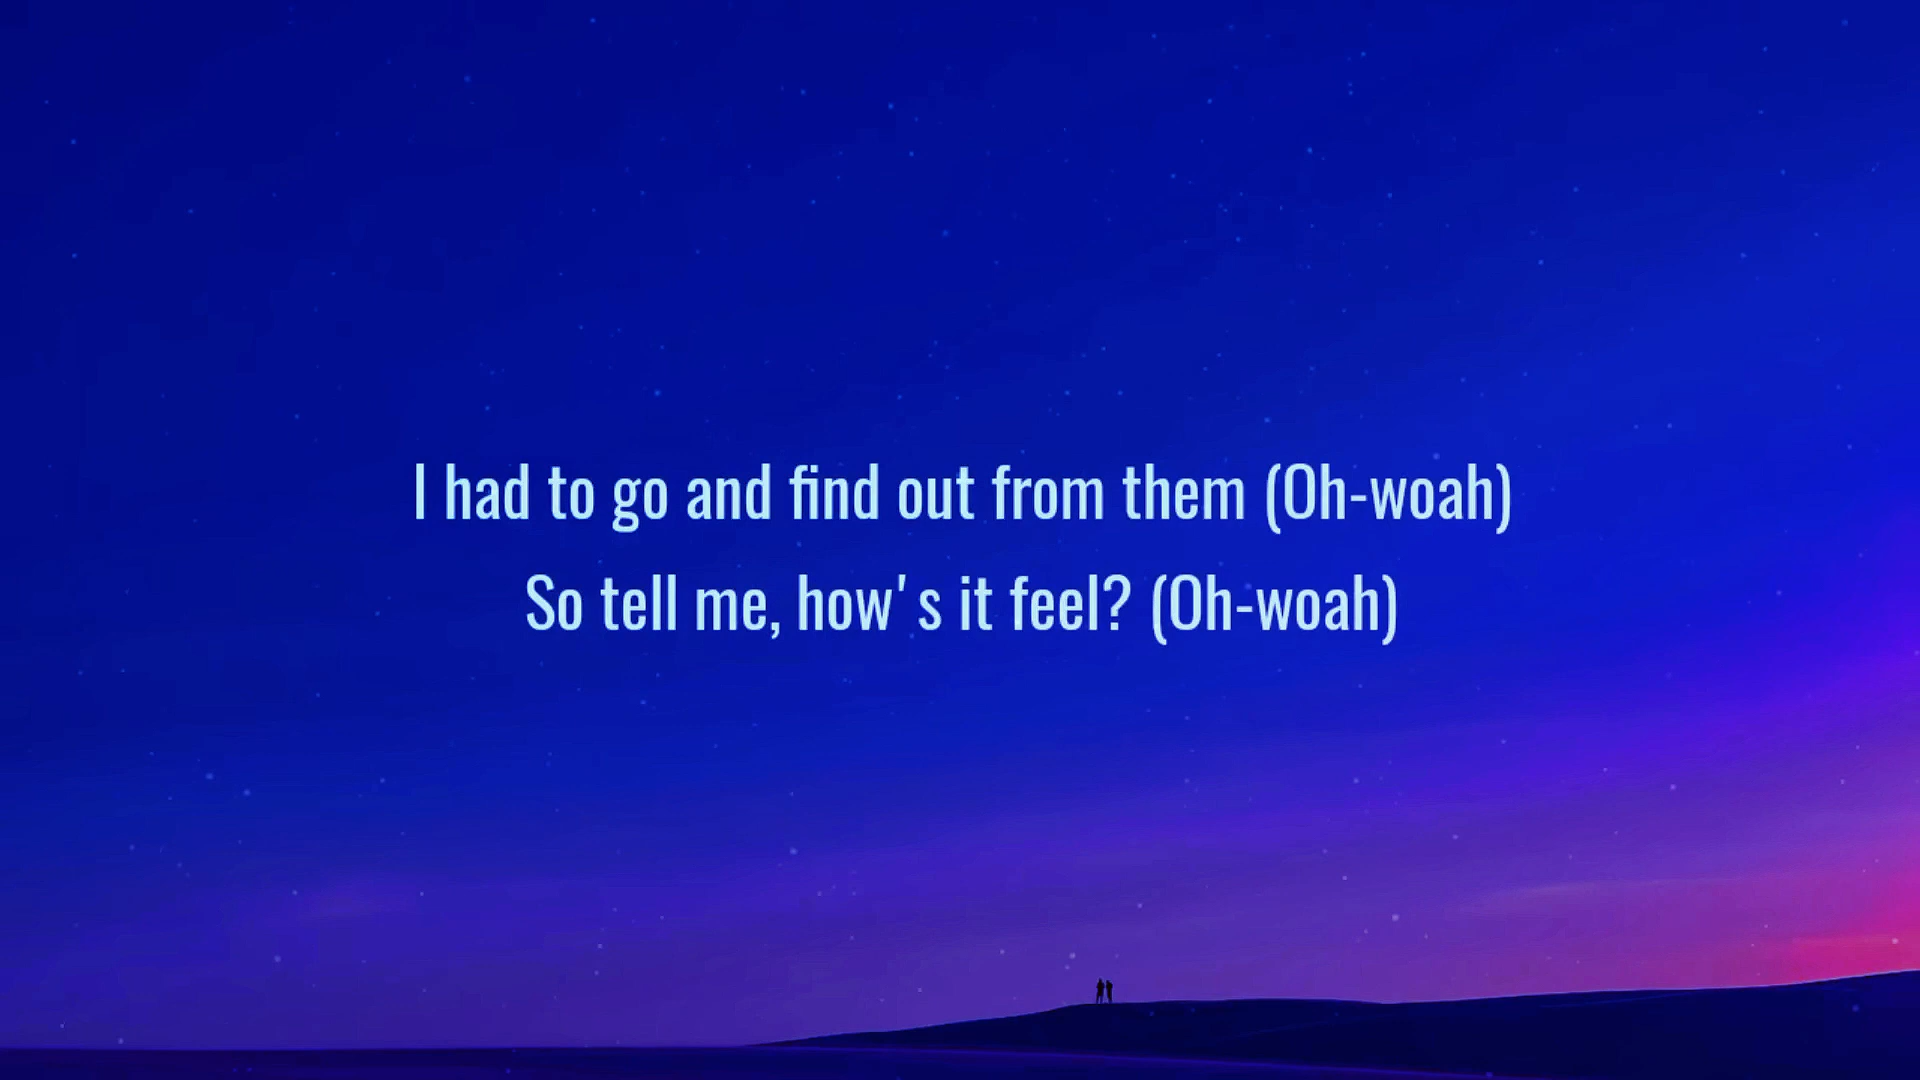 I had to go and find out from them (Oh-woah)
So tell me, how's it feel? (Oh-woah)